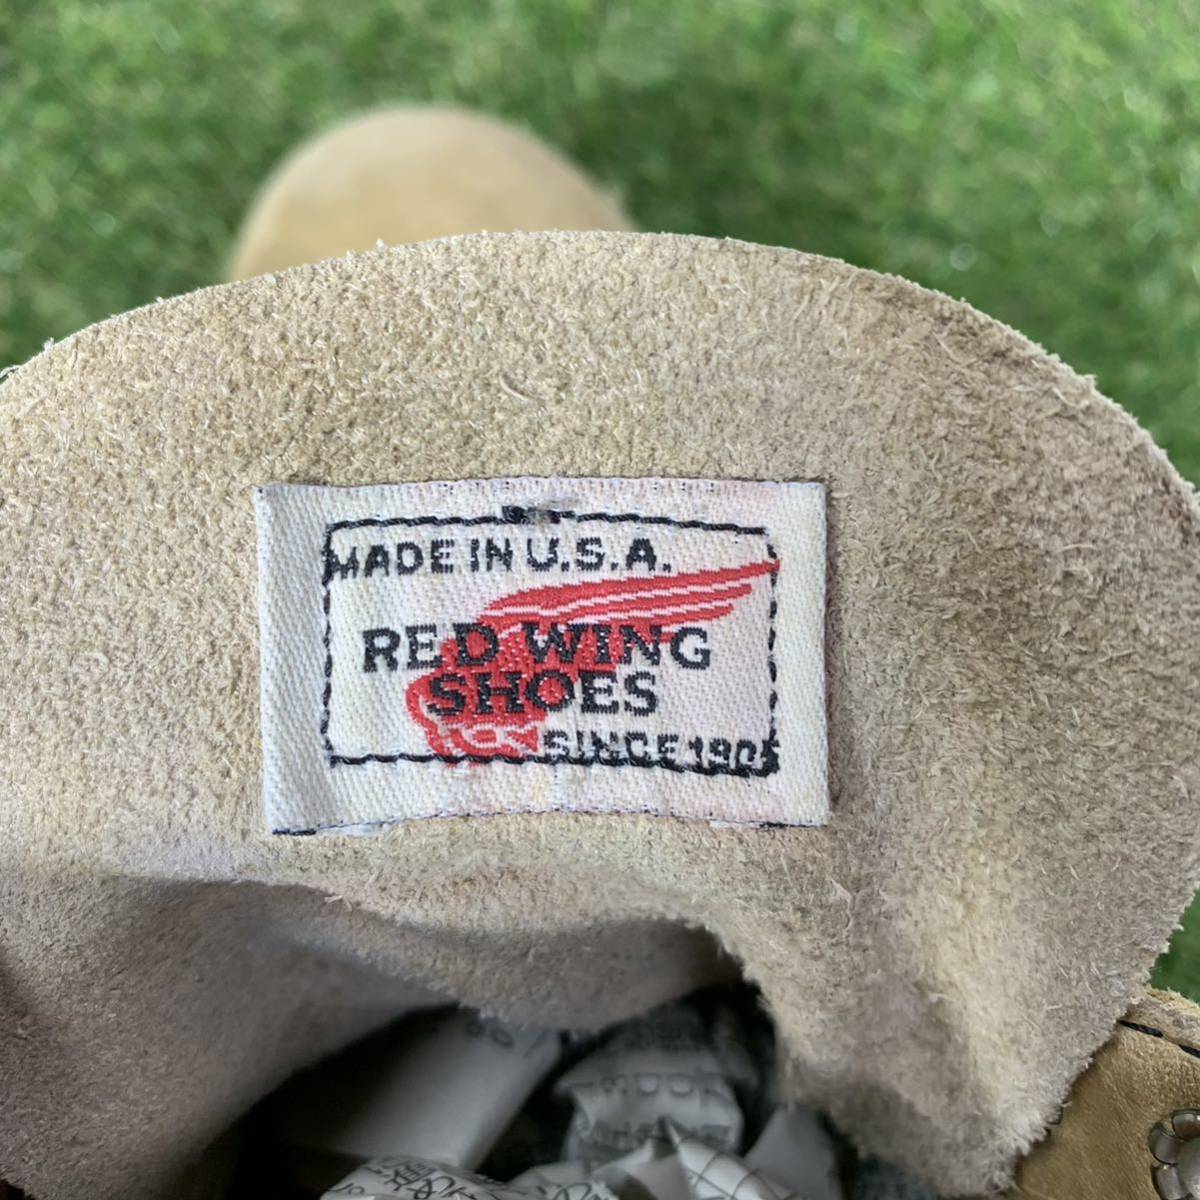 MADE IN U.S.A.
RED WING
SHOES
SINCE 1905